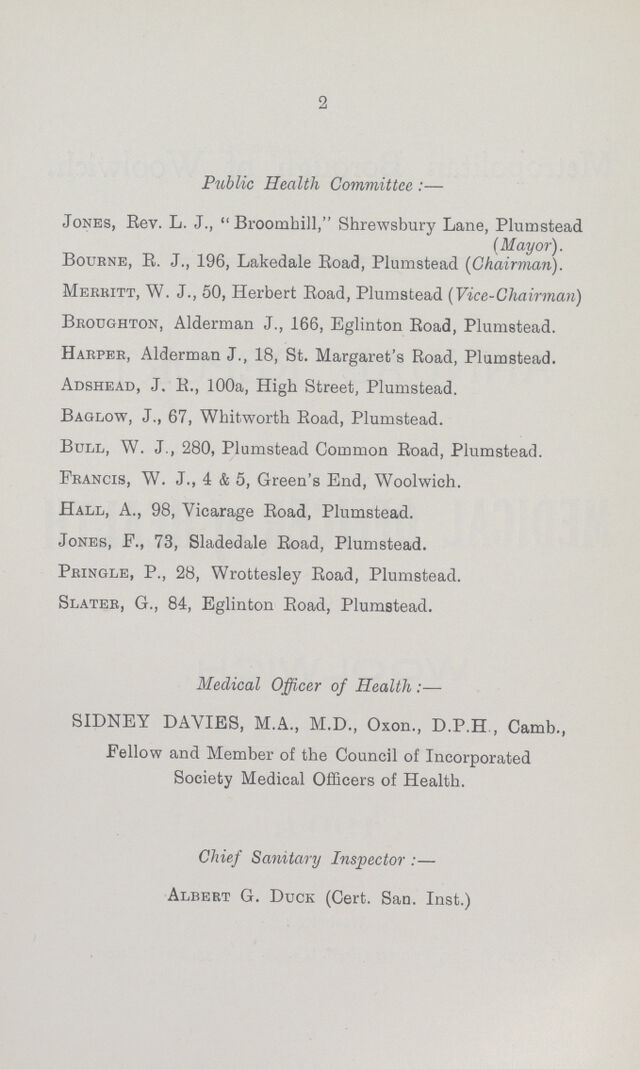 2
Public Health Committee :—
JONES, Rev. L. J., "Broomhill," Shrewsbury Lane, Plumstead
(Mayor).
BOURNE, R. J., 196, Lakedale Road, Plumstead (Chairman).
MERRITT, W. J., 50, Herbert Road, Plumstead (Vice-Chairman)
BROUGHTON, Alderman J., 166, Eglinton Road, Plumstead.
HARPER, Alderman J., 18, St. Margaret's Road, Plumstead.
ADSHEAD, J. R., 100a, High Street, Plumstead.
BAGLOW, J., 67, Whitworth Road, Plumstead.
BULL, W. J., 280, Plumstead Common Road, Plumstead.
FRANCIS, W. J., 4 & 5, Green's End, Woolwich.
HALL, A., 98, Vicarage Road, Plumstead.
JONES, F., 73, Sladedale Road, Plumstead.
PRINGLE, P., 28, Wrottesley Road, Plumstead.
SLATER, G., 84, Eglinton Road, Plumstead.
Medical Officer of Health :—
SIDNEY DAVIES, M.A., M.D., Oxon., D.P.H., Camb.,
Fellow and Member of the Council of Incorporated
Society Medical Officers of Health.
Chief Sanitary Inspector :—
ALBERT G. DUCK (Cert. San. Inst.)